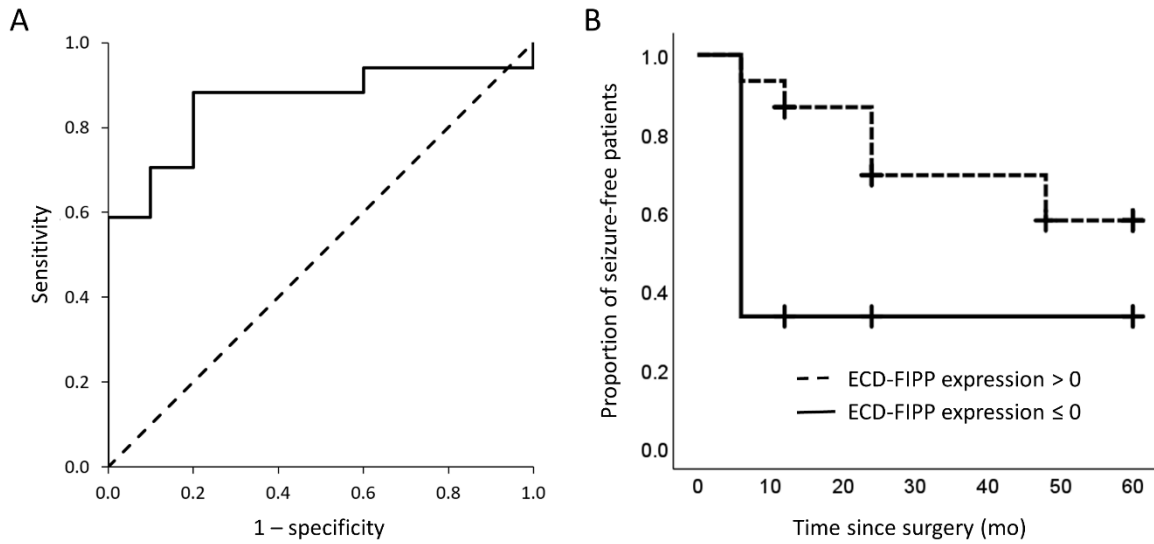 A
1.0
0.8
0.6
0.4
0.2
0.0
Sensitivity
0.0 0.2 0.4 0.6 0.8 1.0
1 – specificity
B
1.0
0.8
0.6
0.4
0.2
0.0
Proportion of seizure-free patients
ECD-FIPP expression > 0
ECD-FIPP expression ≤ 0
0 10 20 30 40 50 60
Time since surgery (mo)